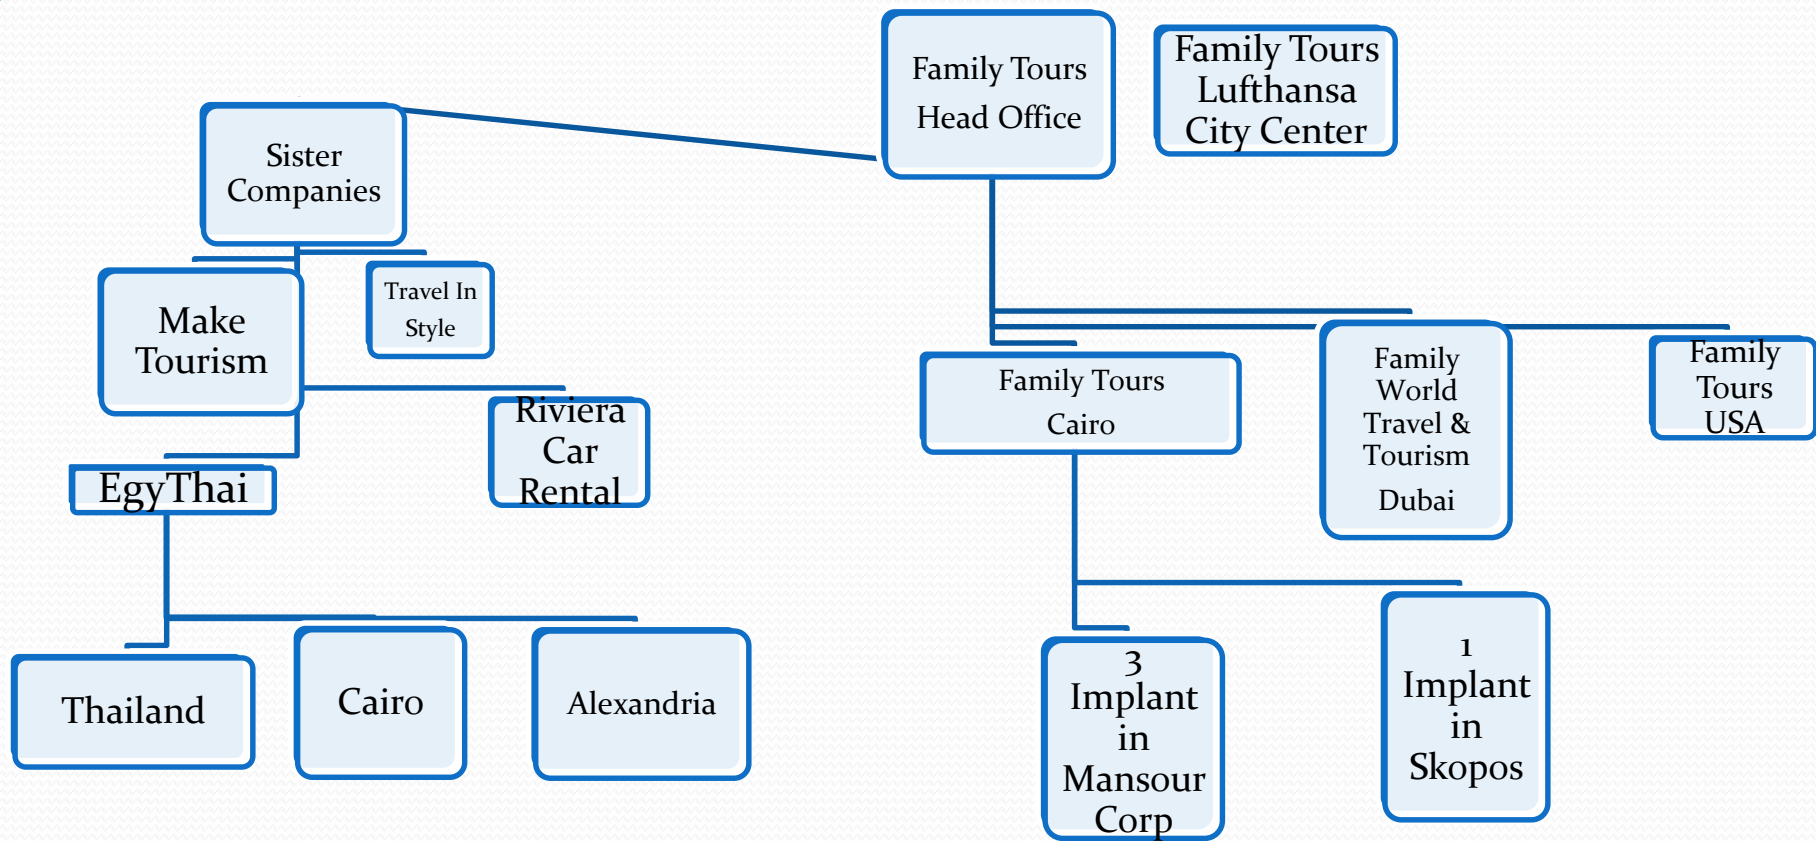 Family Tours
Head Office
Family Tours
Lufthansa
City Center
Sister
Companies
Make
Tourism
Travel In
Style
Riviera
Car
Rental
EgyThai
Thailand
Cairo
Alexandria
Family Tours
Cairo
Family
World
Travel &
Tourism
Dubai
Family
Tours
USA
3
Implant
in
Mansour
Corp
1
Implant
in
Skopos